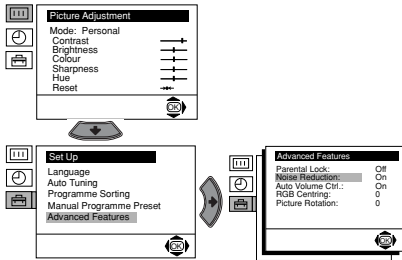 Picture Adjustment
Mode: Personal
Contrast
Brightness
Colour
Sharpness
Hue
Reset
OK
Set Up
Language
Auto Tuning
Programme Sorting
Manual Programme Preset
Advanced Features
OK
Advanced Features
Parental Lock: Off
Noise Reduction: On
Auto Volume Ctrl.: On
RGB Centring: 0
Picture Rotation: 0
OK